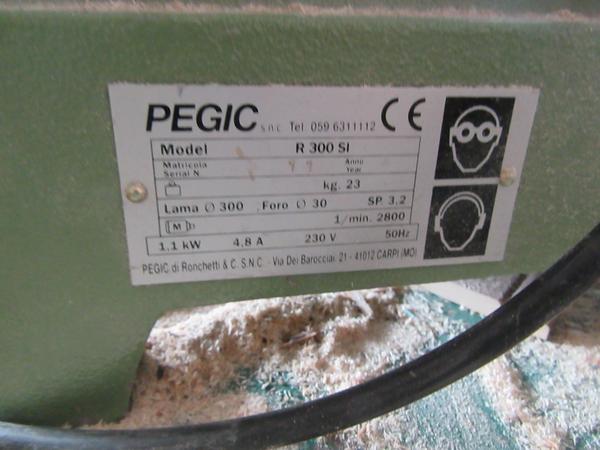 PEGIC s.n.c. Tel. 059 6311112 CE
Model R 300 SI
Matricola Anno
Serial N Year
kg. 23
Lama Ø 300 Foro Ø 30 SP. 3,2
M 1/min. 2800
1,1 kW 4,8 A 230 V 50Hz
PEGIC di Ronchetti & C. S.N.C. - Via Dei Barocciai, 21 - 41012 CARPI (MO)